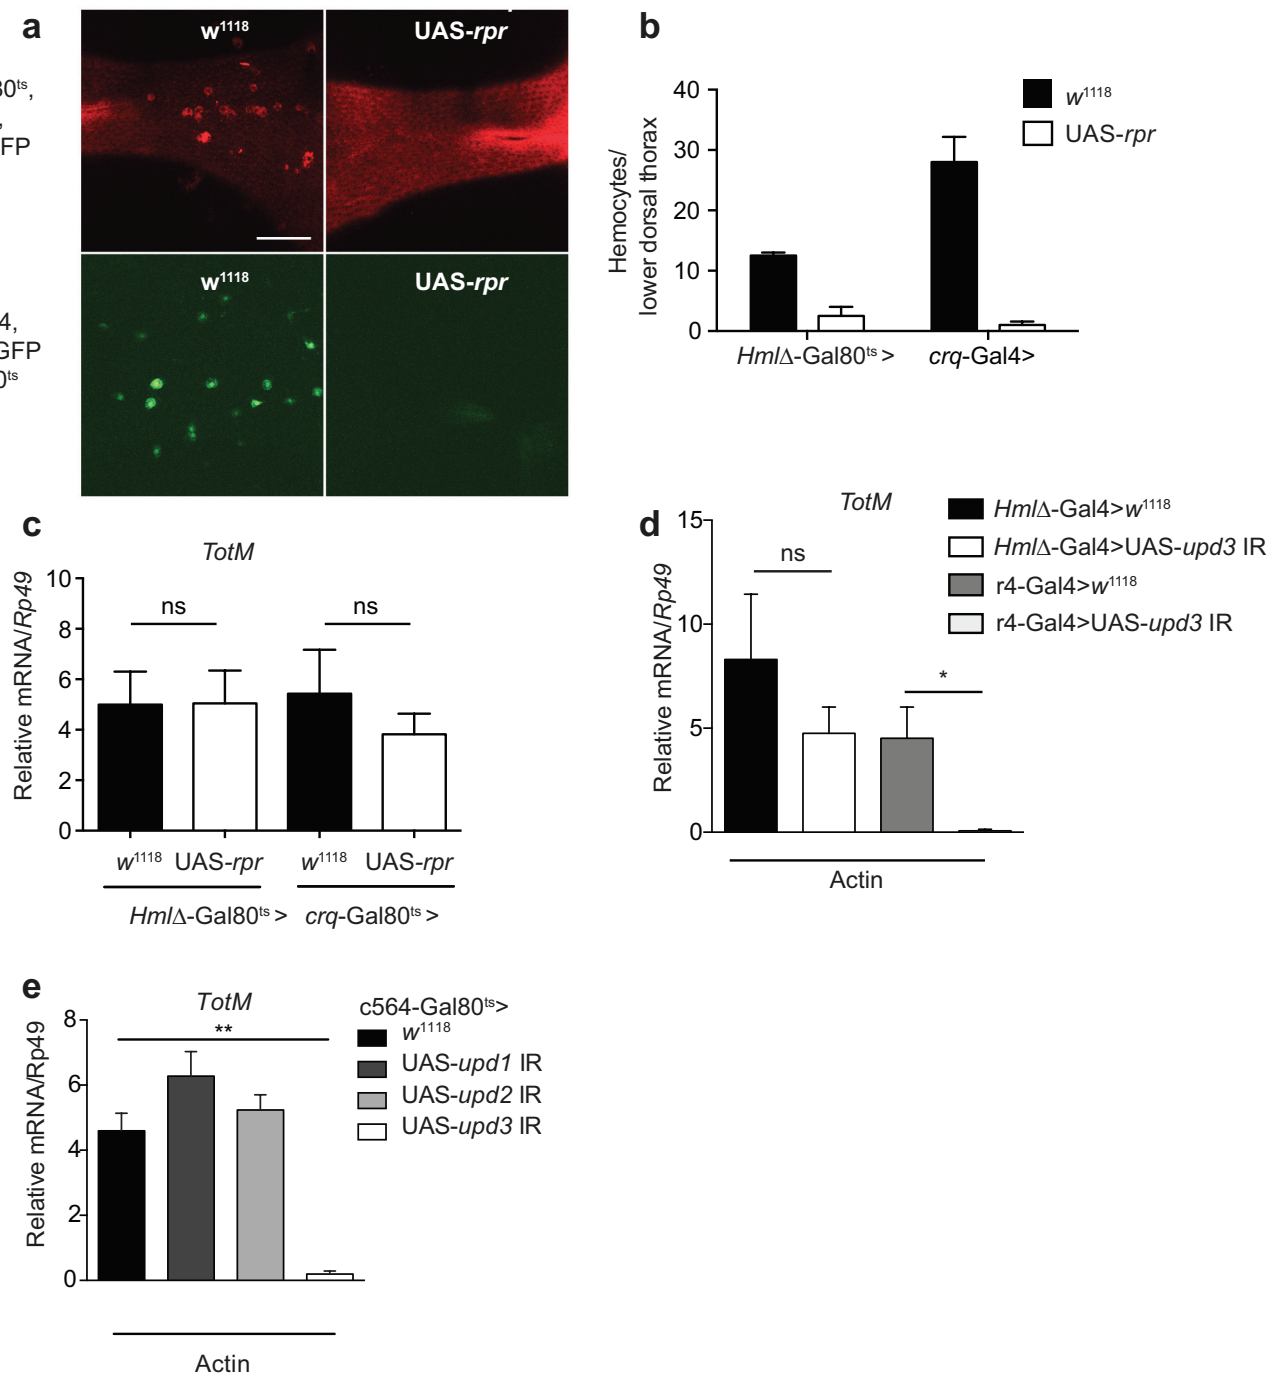 a
w1118
UAS-rpr
80ts,
,
FP
w1118
UAS-rpr
4,
GFP
0ts
b
40
30
20
10
0
Hemocytes/
lower dorsal thorax
w1118
UAS-rpr
HmlΔ-Gal80ts >
crq-Gal4>
c
TotM
Relative mRNA/Rp49
10
8
6
4
2
0
ns
ns
w1118 UAS-rpr
w1118 UAS-rpr
HmlΔ-Gal80ts >
crq-Gal80ts >
d
TotM
Relative mRNA/Rp49
15
10
5
0
ns
*
HmlΔ-Gal4>w1118
HmlΔ-Gal4>UAS-upd3 IR
r4-Gal4>w1118
r4-Gal4>UAS-upd3 IR
Actin
e
TotM
Relative mRNA/Rp49
8
6
4
2
0
**
c564-Gal80ts>
w1118
UAS-upd1 IR
UAS-upd2 IR
UAS-upd3 IR
Actin